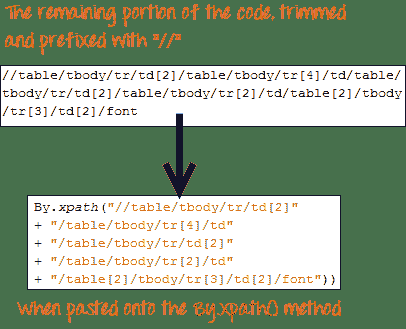 The remaining portion of the code, trimmed
and prefixed with "//"
//table/tbody/tr/td[2]/table/tbody/tr[4]/td/table/
tbody/tr/td[2]/table/tbody/tr[2]/td/table[2]/tbody
/tr[3]/td[2]/font
By.xpath("//table/tbody/tr/td[2]"
+ "/table/tbody/tr[4]/td"
+ "/table/tbody/tr/td[2]"
+ "/table/tbody/tr[2]/td"
+ "/table[2]/tbody/tr[3]/td[2]/font"))
When pasted onto the By.xpath() method